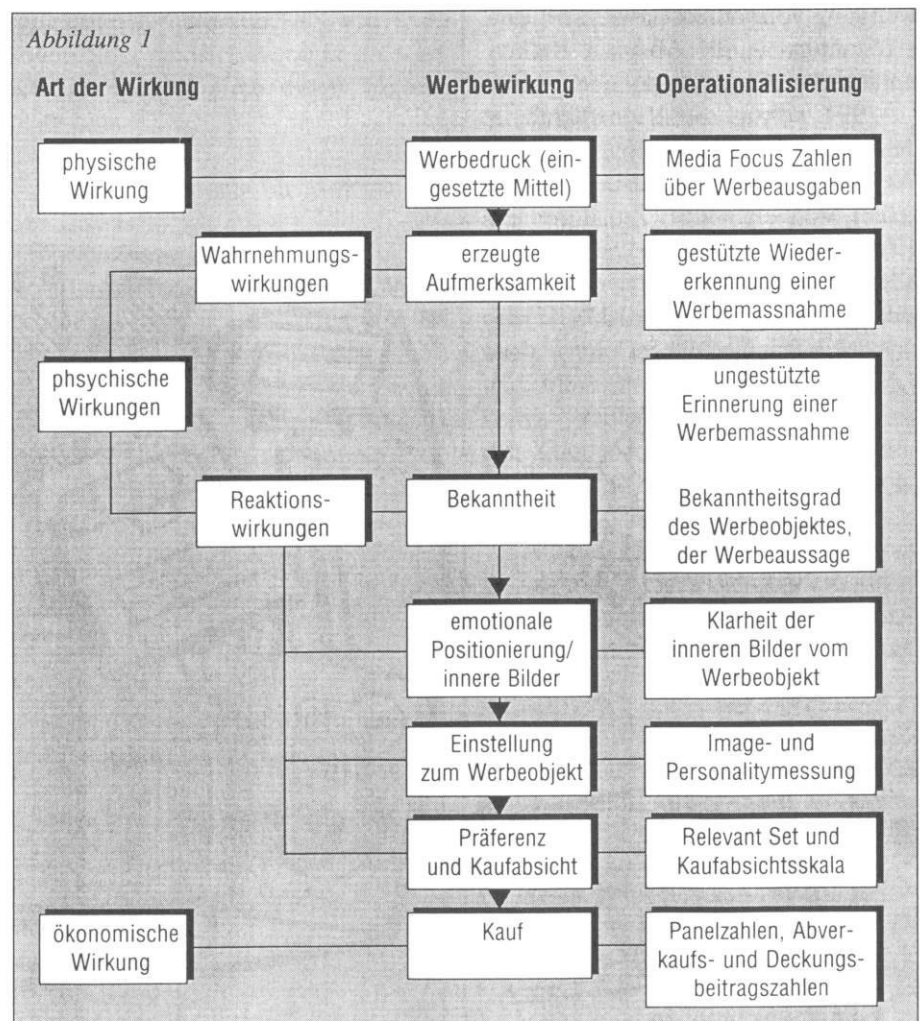 Abbildung 1
Art der Wirkung
Werbewirkung
Operationalisierung
physische
Wirkung
Werbedruck (ein-
gesetzte Mittel)
Media Focus Zahlen
über Werbeausgaben
Wahrnehmungs-
wirkungen
erzeugte
Aufmerksamkeit
gestützte Wieder-
erkennung einer
Werbemassnahme
phsychische
Wirkungen
ungestützte
Erinnerung einer
Werbemassnahme
Reaktions-
wirkungen
Bekanntheit
Bekanntheitsgrad
des Werbeobjektes,
der Werbeaussage
emotionale
Positionierung/
innere Bilder
Klarheit der
inneren Bilder vom
Werbeobjekt
Einstellung
zum Werbeobjekt
Image- und
Personalitymessung
Präferenz
und Kaufabsicht
Relevant Set und
Kaufabsichtsskala
ökonomische
Wirkung
Kauf
Panelzahlen, Abver-
kaufs- und Deckungs-
beitragszahlen